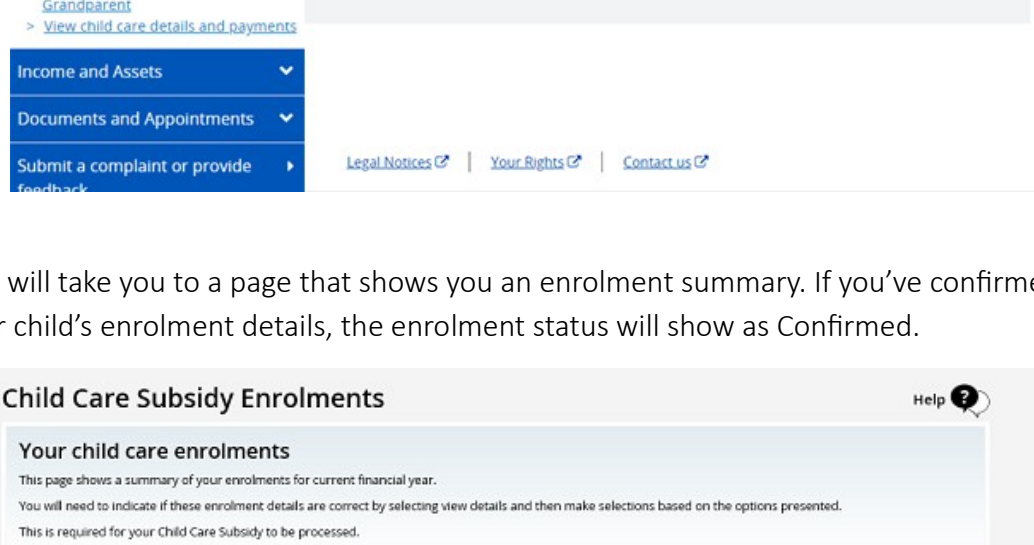 Grandparent
> View child care details and payments
Income and Assets
Documents and Appointments
Submit a complaint or provide
feedback
Legal Notices | Your Rights | Contact us
will take you to a page that shows you an enrolment summary. If you’ve confirme
r child’s enrolment details, the enrolment status will show as Confirmed.
Child Care Subsidy Enrolments
Help ?
Your child care enrolments
This page shows a summary of your enrolments for current financial year.
You will need to indicate if these enrolment details are correct by selecting view details and then make selections based on the options presented.
This is required for your Child Care Subsidy to be processed.